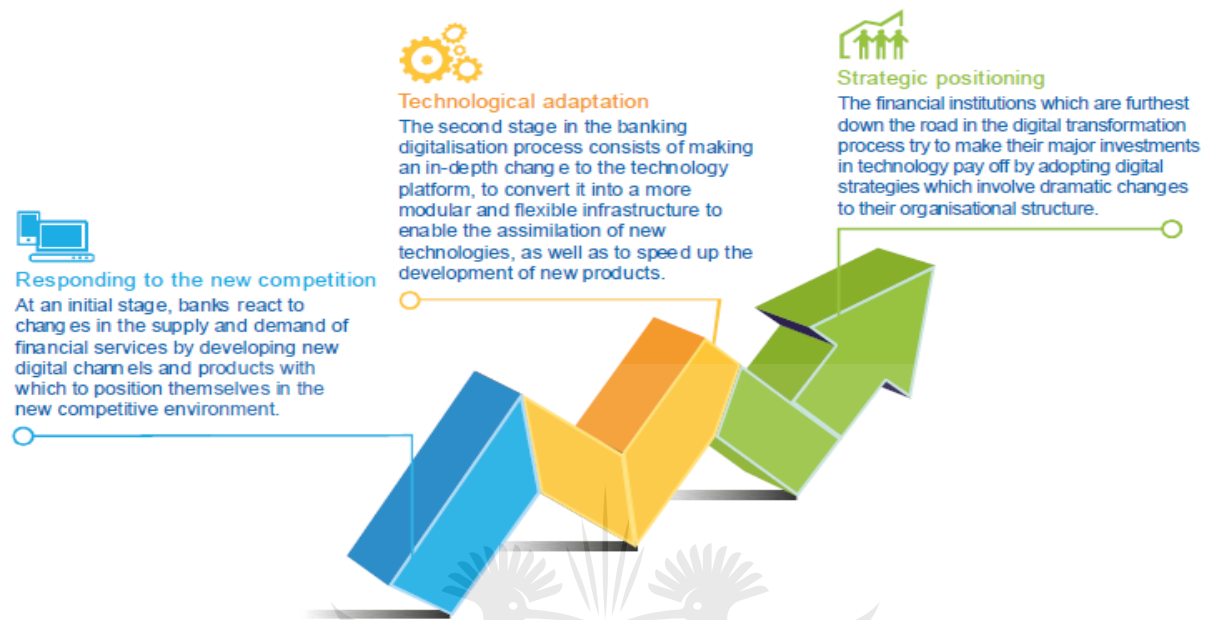 Responding to the new competition
At an initial stage, banks react to
changes in the supply and demand of
financial services by developing new
digital channels and products with
which to position themselves in the
new competitive environment.
Technological adaptation
The second stage in the banking
digitalisation process consists of making
an in-depth change to the technology
platform, to convert it into a more
modular and flexible infrastructure to
enable the assimilation of new
technologies, as well as to speed up the
development of new products.
Strategic positioning
The financial institutions which are furthest
down the road in the digital transformation
process try to make their major investments
in technology pay off by adopting digital
strategies which involve dramatic changes
to their organisational structure.